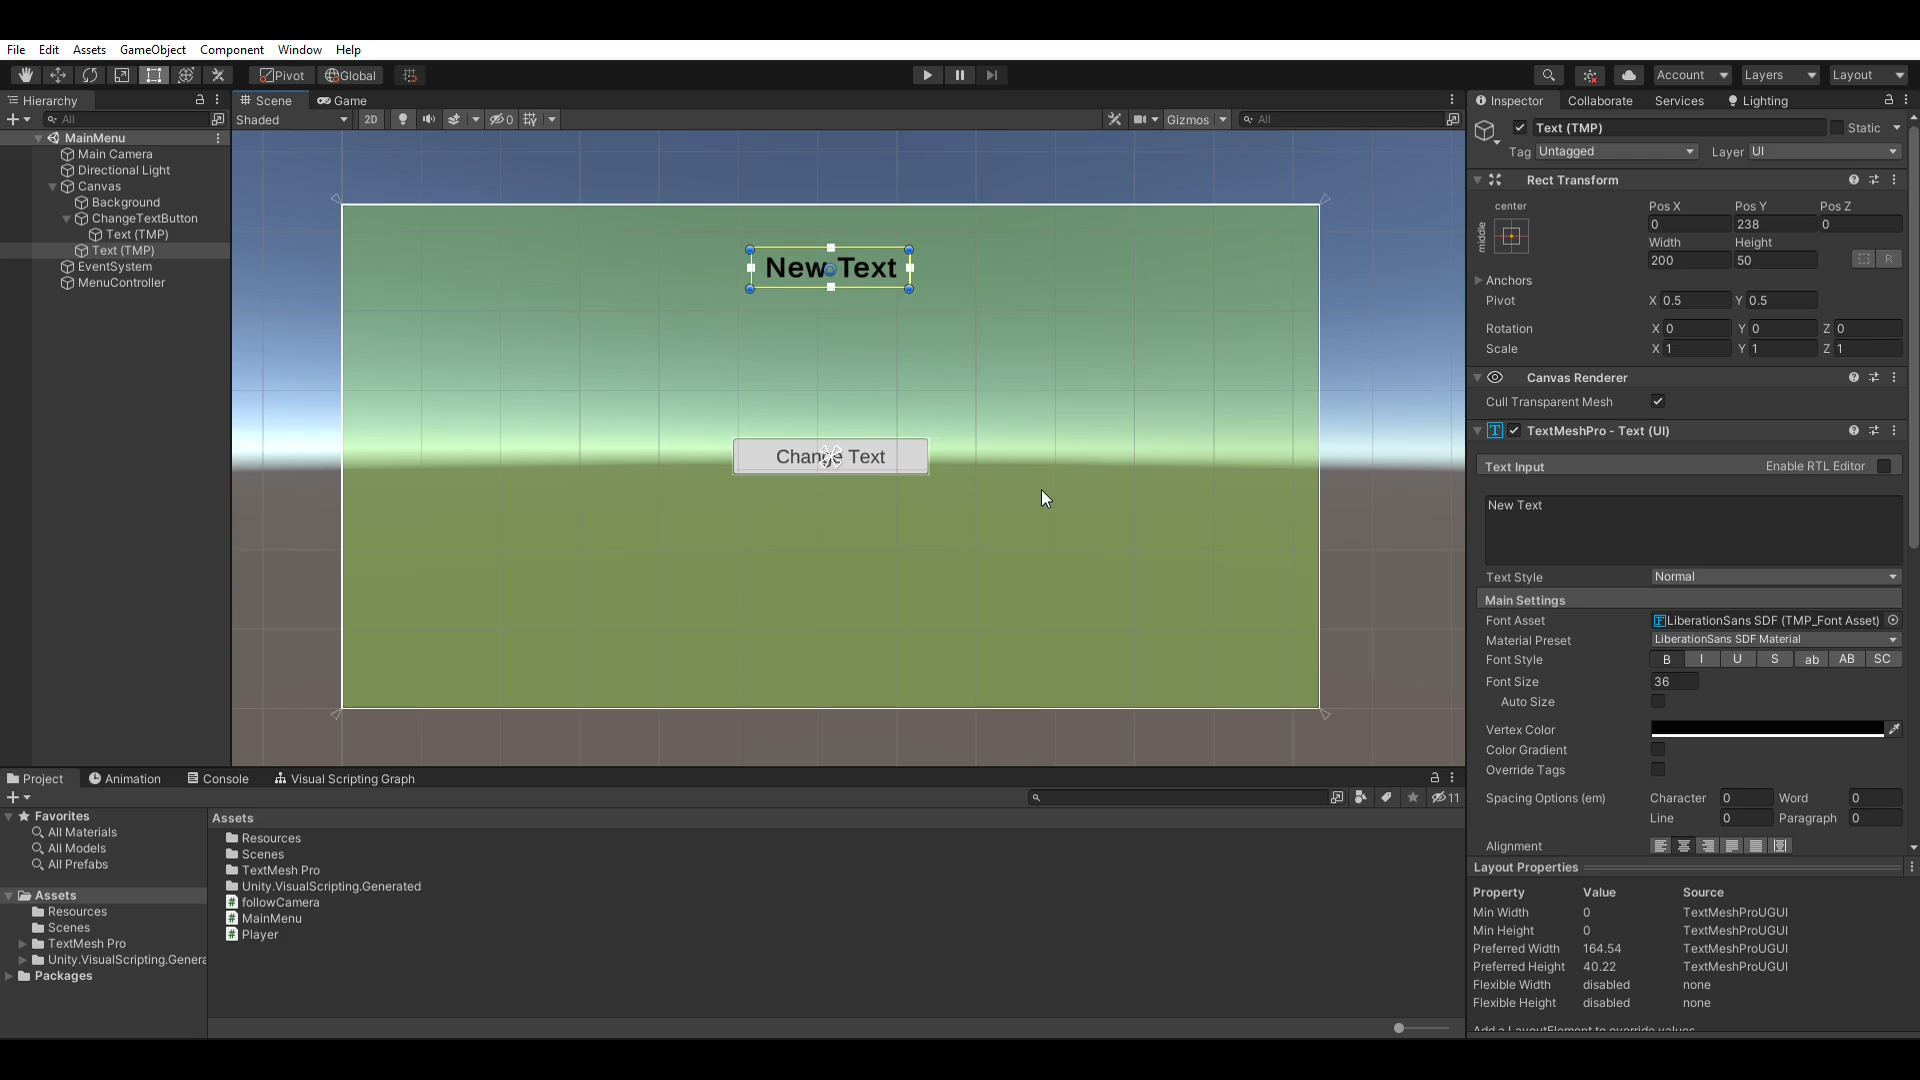 File Edit Assets GameObject Component Window Help
Pivot Global Account Layers Layout
Hierarchy
All
MainMenu
Main Camera
Directional Light
Canvas
Background
ChangeTextButton
Text (TMP)
Text (TMP)
EventSystem
MenuController
Scene Game
Shaded 2D 0 Gizmos All
New Text
Change Text
Inspector Collaborate Services Lighting
Text (TMP) Static
Tag Untagged Layer UI
Rect Transform
center Pos X Pos Y Pos Z
middle 0 238 0
Width Height
200 50 R
Anchors
Pivot X 0.5 Y 0.5
Rotation X 0 Y 0 Z 0
Scale X 1 Y 1 Z 1
Canvas Renderer
Cull Transparent Mesh
TextMeshPro - Text (UI)
Text Input Enable RTL Editor
New Text
Text Style Normal
Main Settings
Font Asset LiberationSans SDF (TMP_Font Asset)
Material Preset LiberationSans SDF Material
Font Style B I U S ab AB SC
Font Size 36
Auto Size
Vertex Color
Color Gradient
Override Tags
Spacing Options (em) Character 0 Word 0
Line 0 Paragraph 0
Alignment
Layout Properties
Property Value Source
Min Width 0 TextMeshProUGUI
Min Height 0 TextMeshProUGUI
Preferred Width 164.54 TextMeshProUGUI
Preferred Height 40.22 TextMeshProUGUI
Flexible Width disabled none
Flexible Height disabled none
Add a LayoutElement to override values
Project Animation Console Visual Scripting Graph
11
Favorites
All Materials
All Models
All Prefabs
Assets
Resources
Scenes
TextMesh Pro
Unity.VisualScripting.Genera
Packages
Assets
Resources
Scenes
TextMesh Pro
Unity.VisualScripting.Generated
followCamera
MainMenu
Player